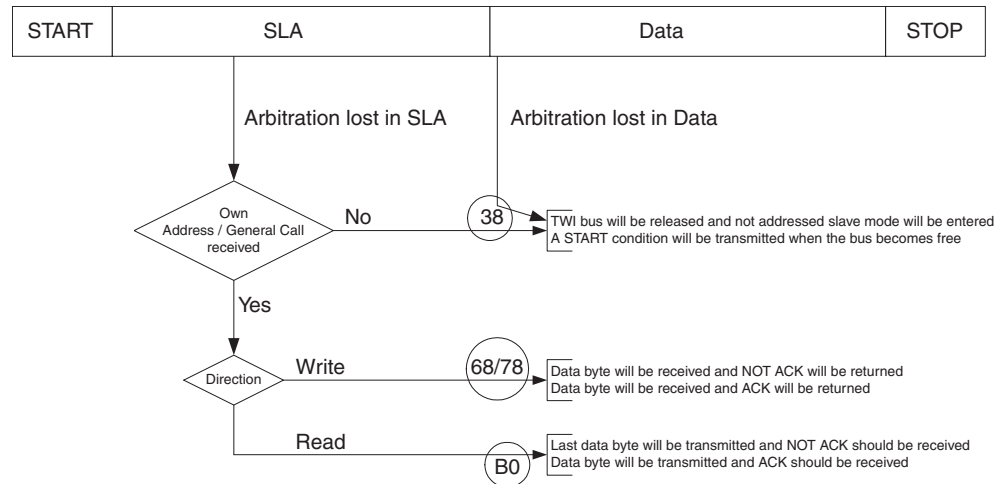 START SLA Data STOP
Arbitration lost in SLA Arbitration lost in Data
Own
Address / General Call
received
No
38
TWI bus will be released and not addressed slave mode will be entered
A START condition will be transmitted when the bus becomes free
Yes
Direction
Write
68/78
Data byte will be received and NOT ACK will be returned
Data byte will be received and ACK will be returned
Read
B0
Last data byte will be transmitted and NOT ACK should be received
Data byte will be transmitted and ACK should be received